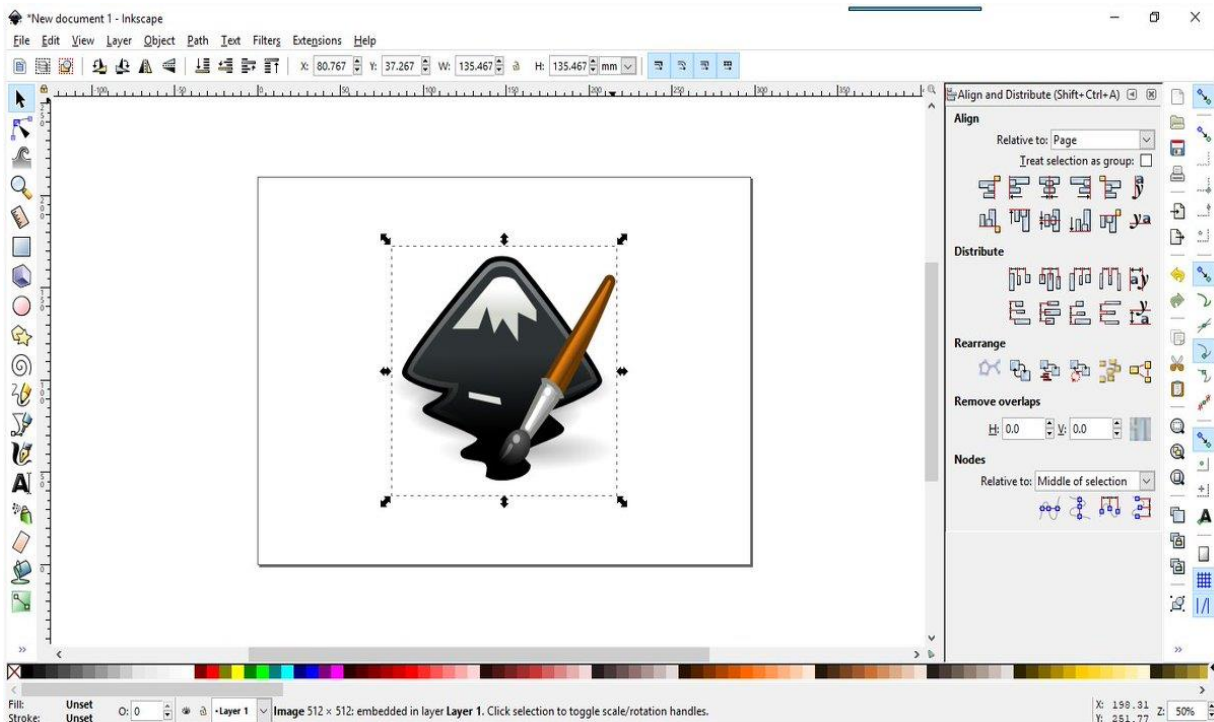 *New document 1 - Inkscape
File Edit View Layer Object Path Text Filters Extensions Help
X: 80.767 Y: 37.267 W: 135.467 H: 135.467 mm
Align and Distribute (Shift+Ctrl+A)
Align
Relative to: Page
Treat selection as group:
Distribute
Rearrange
Remove overlaps
H: 0.0 V: 0.0
Nodes
Relative to: Middle of selection
Fill: Unset
Stroke: Unset
O: 0
-Layer 1
Image 512 × 512: embedded in layer Layer 1. Click selection to toggle scale/rotation handles.
X: 198.31
Y: 251.77
Z: 50%